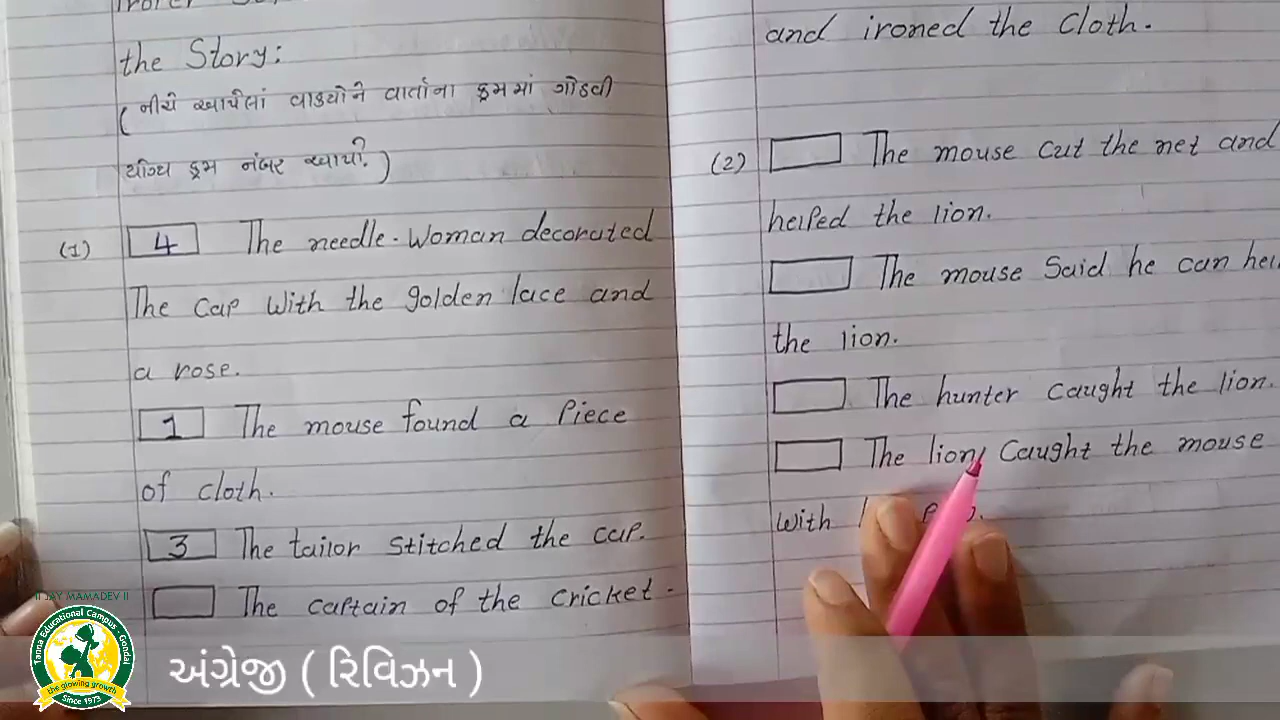 the Story:
(નીચે આપેલાં વાક્યોને વાર્તાના ક્રમમાં ગોઠવી
યોગ્ય ક્રમ નંબર આપો.)
(1) 4 The needle-Woman decorated
The Cap With the golden lace and
a rose.
1 The mouse found a Piece
of cloth.
3 The tailor stitched the cap.
The captain of the cricket-
and ironed the Cloth.
(2) The mouse cut the net and
helped the lion.
The mouse Said he can
the lion.
The hunter caught the lion.
The lion Caught the mouse
With
|| JAY MAMADEV ||
Tanna Educational Campus - Gondal
the growing growth
Since 1973
અંગ્રેજી ( રિવિઝન )